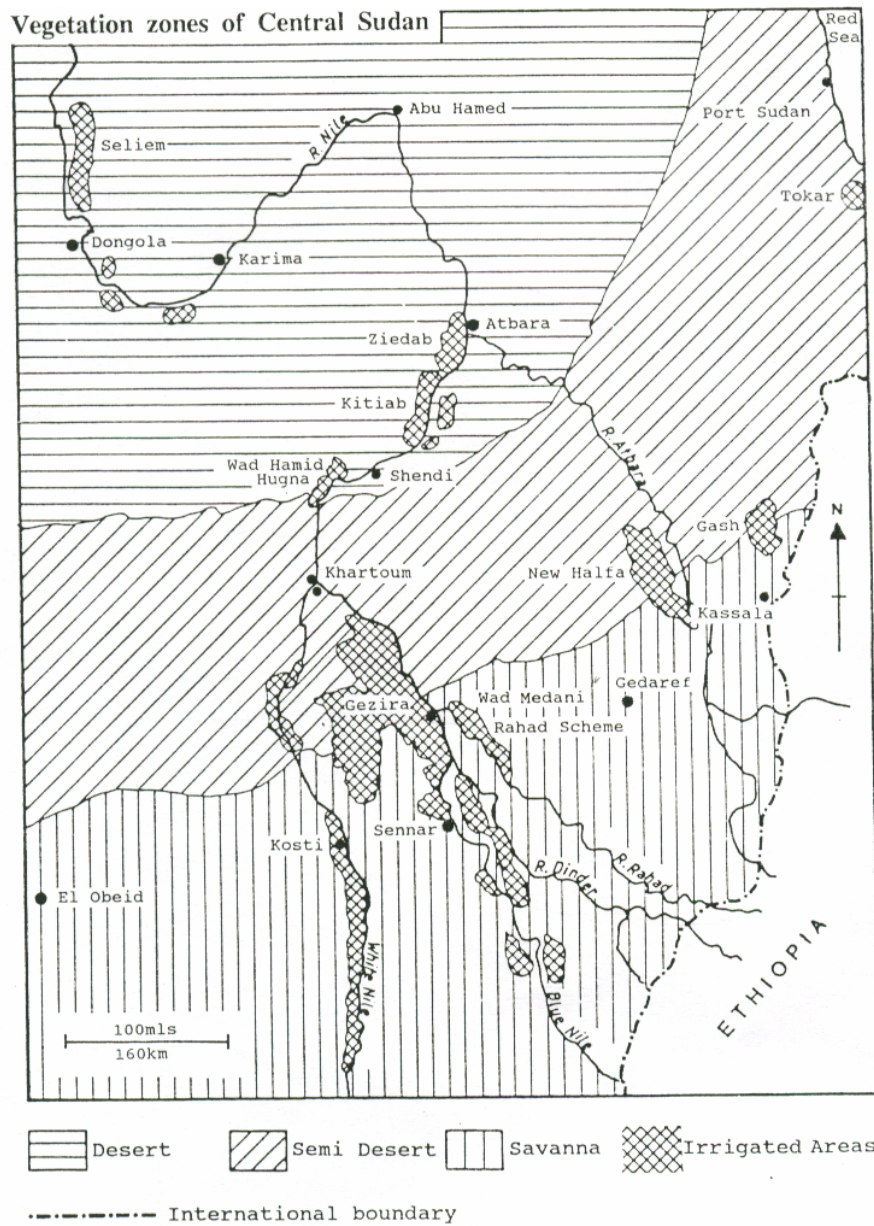 Vegetation zones of Central Sudan
Red
Sea
Abu Hamed
R. Nile
Port Sudan
Seliem
Tokar
Dongola
Karima
Atbara
Ziedab
Kitiab
R. Atbara
Wad Hamid
Hugna
Shendi
N
Gash
Khartoum
New Halfa
Kassala
Gedaref
Wad Medani
Gezira
Rahad Scheme
Sennar
Kosti
R. Dinder
R. Rahad
El Obeid
White Nile
ETHIOPIA
Blue Nile
100mls
160km
Desert
Semi Desert
Savanna
Irrigated Areas
International boundary